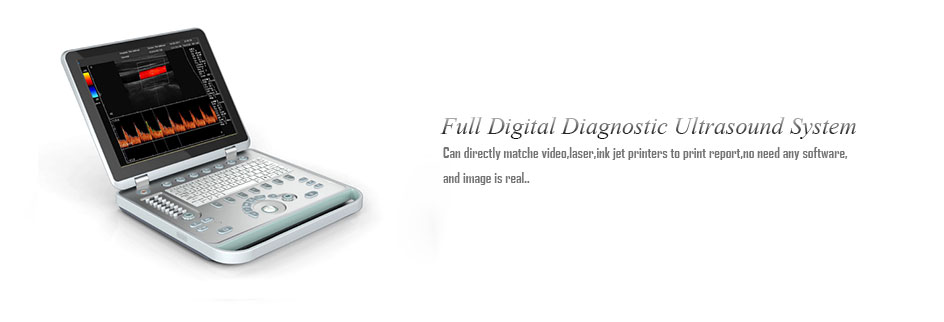 Full Digital Diagnostic Ultrasound System
Can directly matche video,laser,ink jet printers to print report,no need any software,
and image is real..